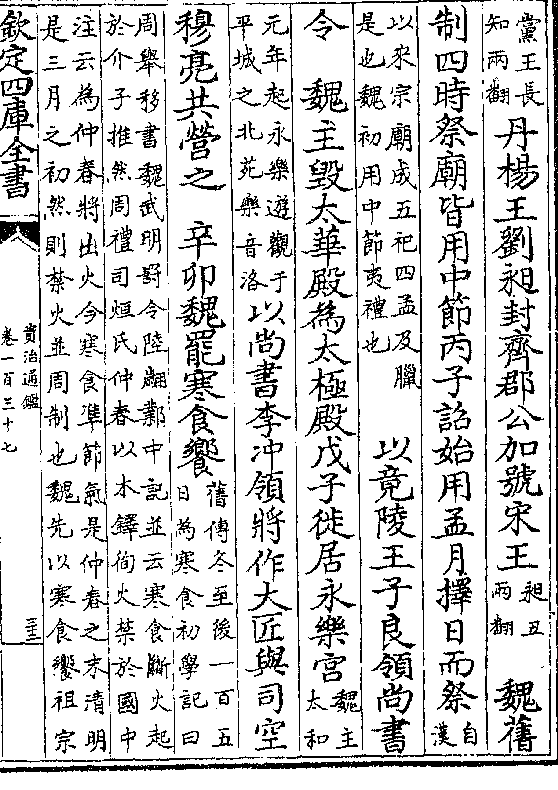 黨王長
知兩翻
丹楊王劉昶封齊郡公加號宋王
昶丑
兩翻
魏舊
制四時祭廟皆用中節丙子詔始用孟月擇日而祭
自
漢
以來宗廟成五祀四孟及臘
是也魏初用中節夷禮也
以竟陵王子良領尚書
令　魏主毀太華殿為太極殿戊子徙居永樂宮
魏主
太和
元年起永樂遊觀于
平城之北苑樂音洛
以尚書李冲領將作大匠與司空
穆亮共營之　辛卯魏罷寒食饗
舊傳冬至後一百五
日為寒食初學記曰
周舉移書魏武明罸令陸翽鄴中記並云寒食斷火起
於介子推然周禮司烜氏仲春以木鐸徇火禁於國中
注云為仲春將出火今寒食準節氣是仲春之末清明
是三月之初然則禁火並周制也魏先以寒食饗祖宗
欽定四庫全書
資治通鑑
卷一百三十七